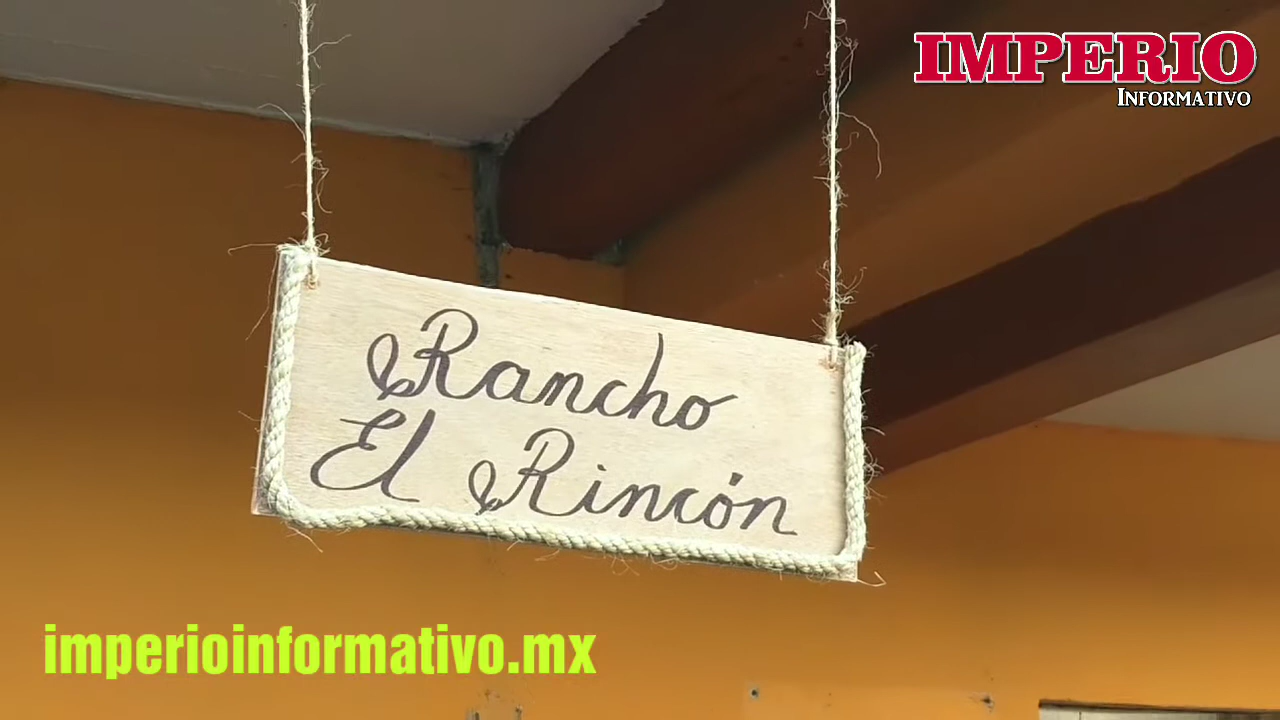 IMPERIO
INFORMATIVO
Rancho
El Rincón
imperioinformativo.mx